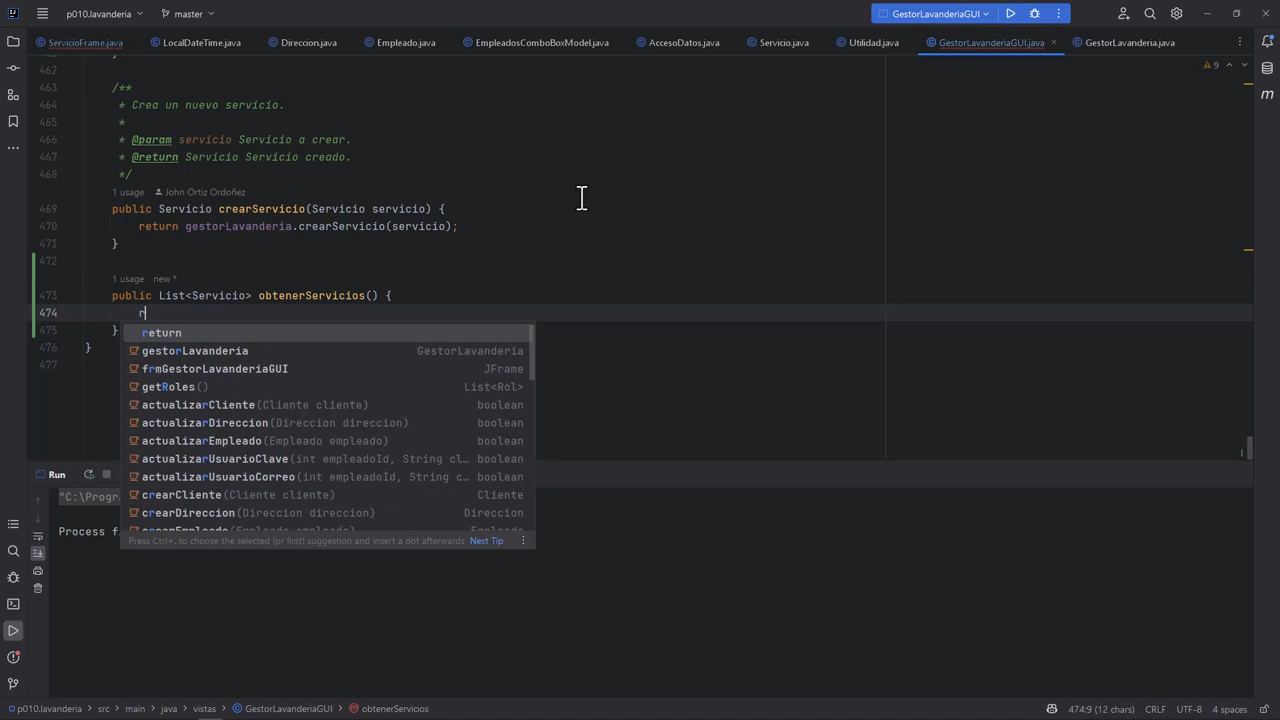 p010.lavanderia master GestorLavanderiaGUI
ServicioFrame.java LocalDateTime.java Direccion.java Empleado.java EmpleadosComboBoxModel.java AccesoDatos.java Servicio.java Utilidad.java GestorLavanderiaGUI.java GestorLavanderia.java
462 9
463 /**
464 * Crea un nuevo servicio.
465 *
466 * @param servicio Servicio a crear.
467 * @return Servicio Servicio creado.
468 */
1 usage John Ortiz Ordoñez
469 public Servicio crearServicio(Servicio servicio) {
470 return gestorLavanderia.crearServicio(servicio);
471 }
472
1 usage new *
473 public List<Servicio> obtenerServicios() {
474 r
475 }
return
476 }
gestorLavanderia GestorLavanderia
477
frmGestorLavanderiaGUI JFrame
getRoles() List<Rol>
actualizarCliente(Cliente cliente) boolean
actualizarDireccion(Direccion direccion) boolean
actualizarEmpleado(Empleado empleado) boolean
actualizarUsuarioClave(int empleadoId, String cl… boolean
Run
actualizarUsuarioCorreo(int empleadoId, String c… boolean
"C:\Progr
crearCliente(Cliente cliente) Cliente
crearDireccion(Direccion direccion) Direccion
Process f
crearEmpleado(Empleado empleado) Empleado
Press Ctrl+. to choose the selected (or first) suggestion and insert a dot afterwards Next Tip
p010.lavanderia src main java vistas GestorLavanderiaGUI obtenerServicios 474:9 (12 chars) CRLF UTF-8 4 spaces